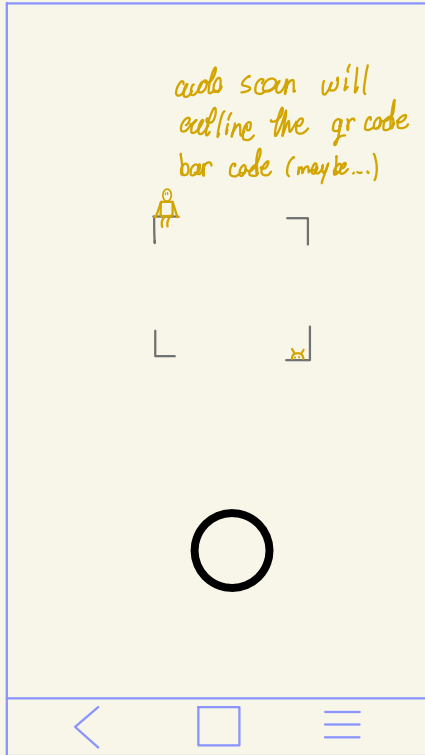 auto scan will
outline the qr code
bar code (maybe...)